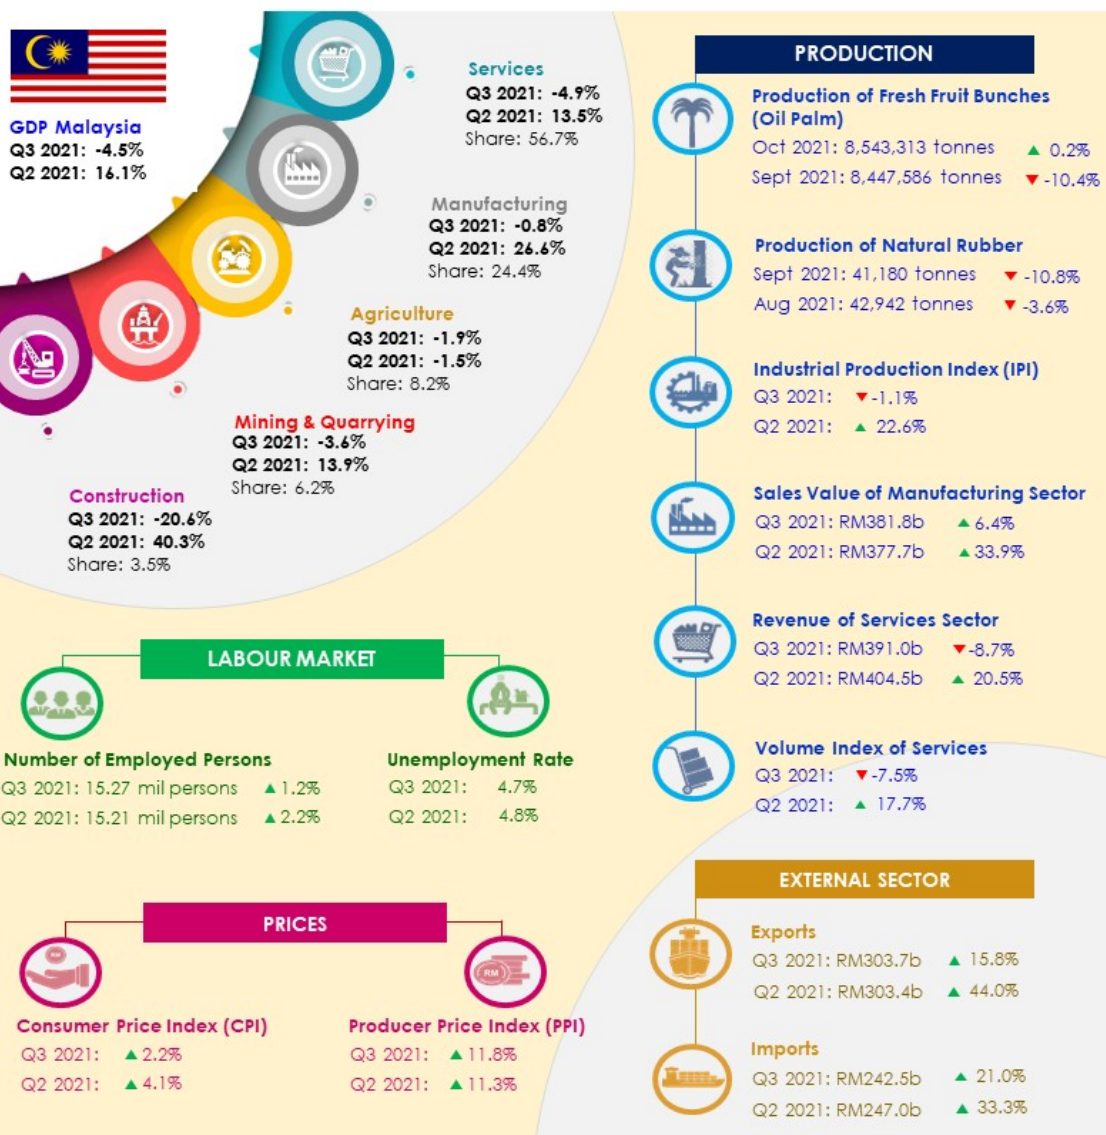 GDP Malaysia
Q3 2021: -4.5%
Q2 2021: 16.1%
Services
Q3 2021: -4.9%
Q2 2021: 13.5%
Share: 56.7%
Manufacturing
Q3 2021: -0.8%
Q2 2021: 26.6%
Share: 24.4%
Agriculture
Q3 2021: -1.9%
Q2 2021: -1.5%
Share: 8.2%
Mining & Quarrying
Q3 2021: -3.6%
Q2 2021: 13.9%
Share: 6.2%
Construction
Q3 2021: -20.6%
Q2 2021: 40.3%
Share: 3.5%
LABOUR MARKET
Number of Employed Persons
Q3 2021: 15.27 mil persons ▲ 1.2%
Q2 2021: 15.21 mil persons ▲ 2.2%
Unemployment Rate
Q3 2021: 4.7%
Q2 2021: 4.8%
PRICES
RM
RM
Consumer Price Index (CPI)
Q3 2021: ▲ 2.2%
Q2 2021: ▲ 4.1%
Producer Price Index (PPI)
Q3 2021: ▲ 11.8%
Q2 2021: ▲ 11.3%
PRODUCTION
Production of Fresh Fruit Bunches
(Oil Palm)
Oct 2021: 8,543,313 tonnes ▲ 0.2%
Sept 2021: 8,447,586 tonnes ▼ -10.4%
Production of Natural Rubber
Sept 2021: 41,180 tonnes ▼ -10.8%
Aug 2021: 42,942 tonnes ▼ -3.6%
Industrial Production Index (IPI)
Q3 2021: ▼ -1.1%
Q2 2021: ▲ 22.6%
Sales Value of Manufacturing Sector
Q3 2021: RM381.8b ▲ 6.4%
Q2 2021: RM377.7b ▲ 33.9%
Revenue of Services Sector
Q3 2021: RM391.0b ▼ -8.7%
Q2 2021: RM404.5b ▲ 20.5%
Volume Index of Services
Q3 2021: ▼ -7.5%
Q2 2021: ▲ 17.7%
EXTERNAL SECTOR
Exports
Q3 2021: RM303.7b ▲ 15.8%
Q2 2021: RM303.4b ▲ 44.0%
Imports
Q3 2021: RM242.5b ▲ 21.0%
Q2 2021: RM247.0b ▲ 33.3%